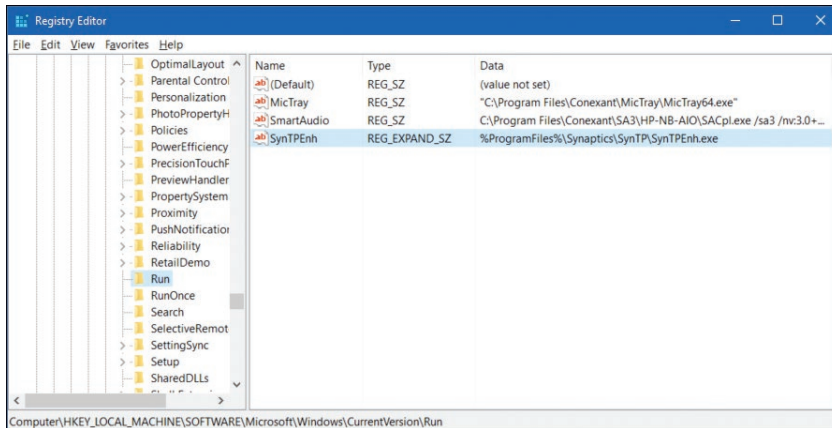 Registry Editor
File Edit View Favorites Help
OptimalLayout
Parental Control
Personalization
PhotoPropertyH
Policies
PowerEfficiency
PrecisionTouchP
PreviewHandler
PropertySystem
Proximity
PushNotification
Reliability
RetailDemo
Run
RunOnce
Search
SelectiveRemot
SettingSync
Setup
SharedDLLs
Name Type Data
(Default) REG_SZ (value not set)
MicTray REG_SZ "C:\Program Files\Conexant\MicTray\MicTray64.exe"
SmartAudio REG_SZ C:\Program Files\Conexant\SA3\HP-NB-AIO\SACpl.exe /sa3 /nv:3.0+...
SynTPEnh REG_EXPAND_SZ %ProgramFiles%\Synaptics\SynTP\SynTPEnh.exe
Computer\HKEY_LOCAL_MACHINE\SOFTWARE\Microsoft\Windows\CurrentVersion\Run